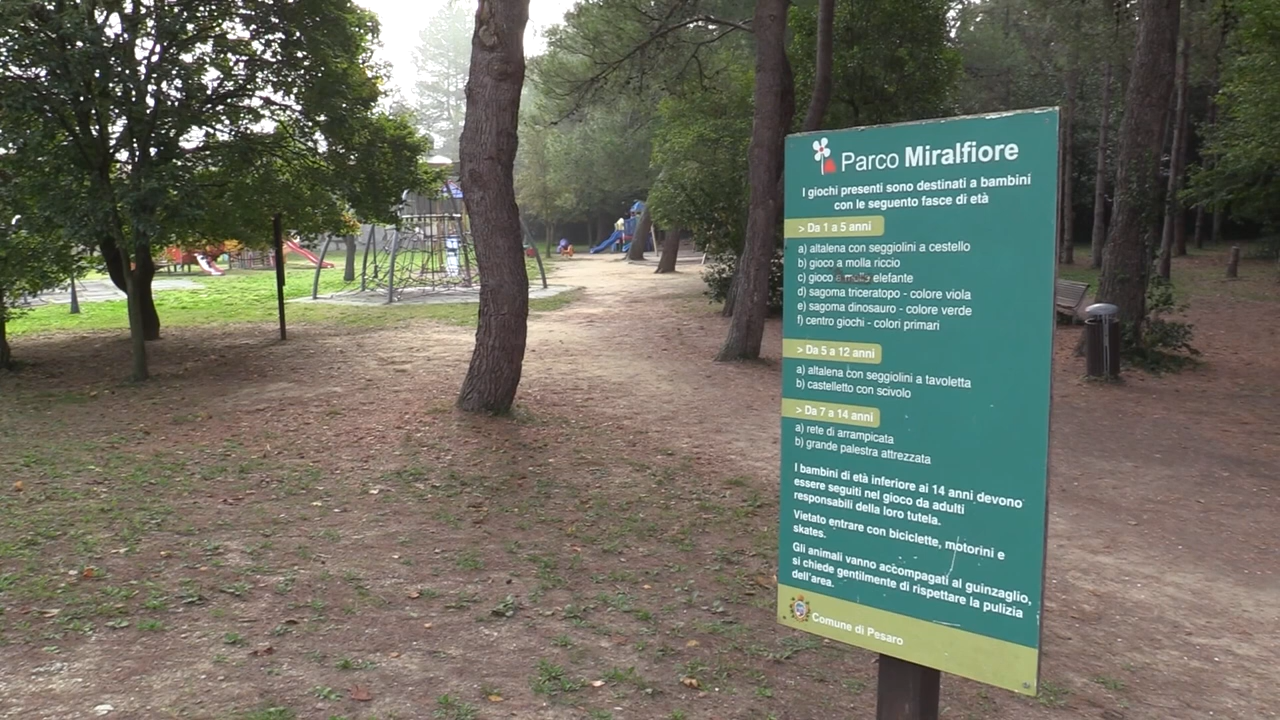 Parco Miralfiore
I giochi presenti sono destinati a bambini
con le seguento fasce di età
> Da 1 a 5 anni
a) altalena con seggiolini a cestello
b) gioco a molla riccio
c) gioco a molla elefante
d) sagoma triceratopo - colore viola
e) sagoma dinosauro - colore verde
f) centro giochi - colori primari
> Da 5 a 12 anni
a) altalena con seggiolini a tavoletta
b) castelletto con scivolo
> Da 7 a 14 anni
a) rete di arrampicata
b) grande palestra attrezzata
I bambini di età inferiore ai 14 anni devono
essere seguiti nel gioco da adulti
responsabili della loro tutela.
Vietato entrare con biciclette, motorini e
skates.
Gli animali vanno accompagati al guinzaglio,
si chiede gentilmente di rispettare la pulizia
dell'area.
Comune di Pesaro